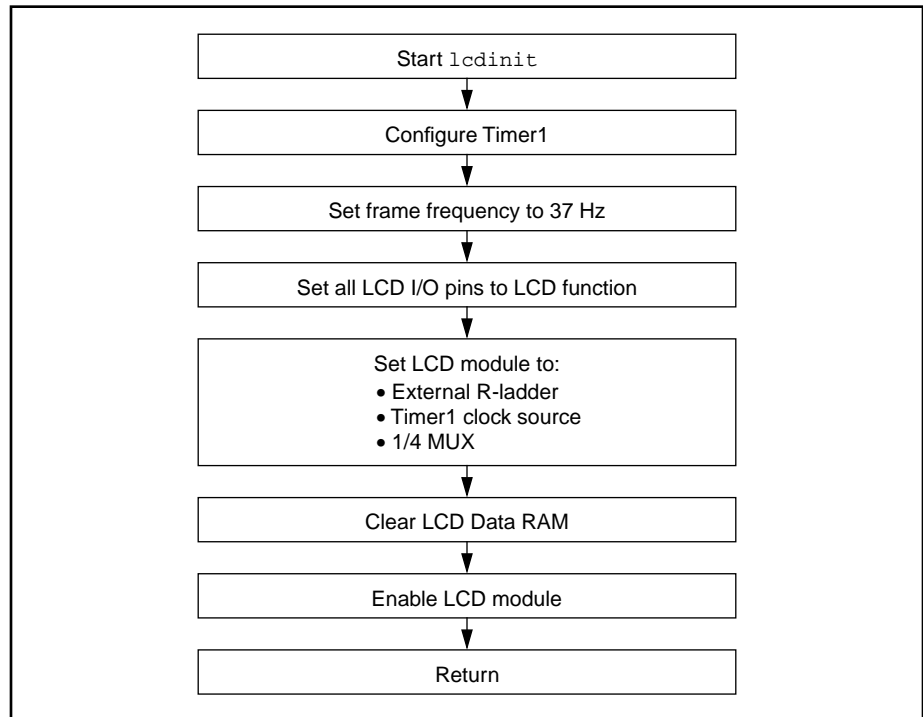 Start lcdinit
Configure Timer1
Set frame frequency to 37 Hz
Set all LCD I/O pins to LCD function
Set LCD module to:
• External R-ladder
• Timer1 clock source
• 1/4 MUX
Clear LCD Data RAM
Enable LCD module
Return